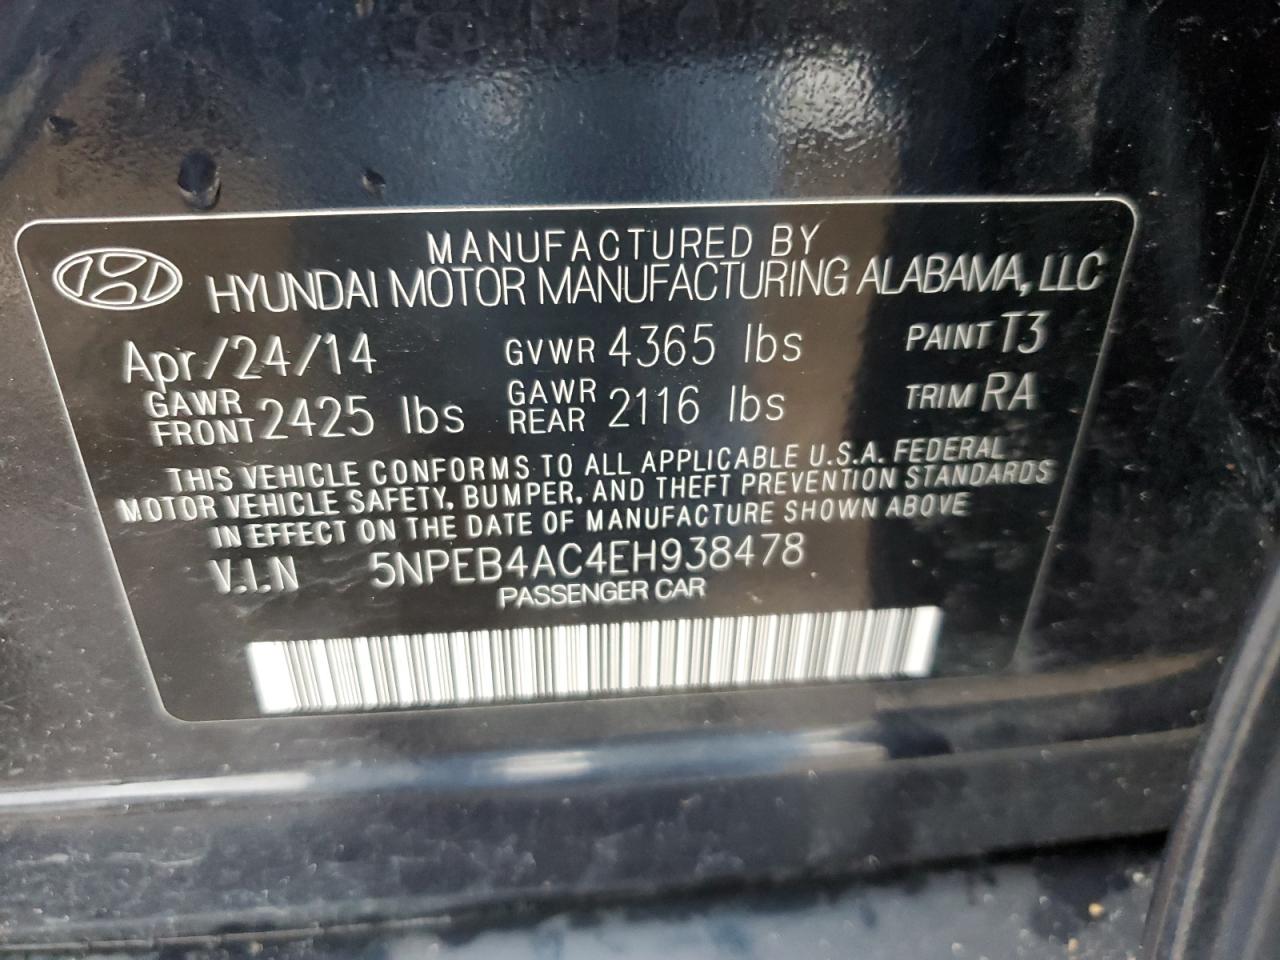 MANUFACTURED BY
HYUNDAI MOTOR MANUFACTURING ALABAMA, LLC
Apr/24/14 GVWR 4365 lbs PAINT T3
GAWR FRONT 2425 lbs GAWR REAR 2116 lbs TRIM RA
THIS VEHICLE CONFORMS TO ALL APPLICABLE U.S.A. FEDERAL
MOTOR VEHICLE SAFETY, BUMPER, AND THEFT PREVENTION STANDARDS
IN EFFECT ON THE DATE OF MANUFACTURE SHOWN ABOVE
V.I.N 5NPEB4AC4EH938478
PASSENGER CAR